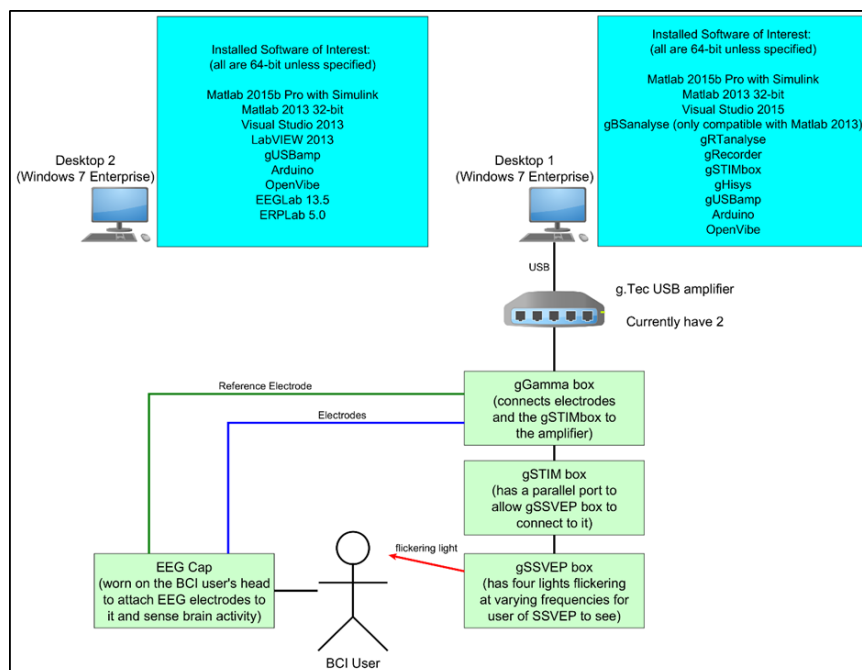 Installed Software of Interest:
(all are 64-bit unless specified)
Matlab 2015b Pro with Simulink
Matlab 2013 32-bit
Visual Studio 2013
LabVIEW 2013
gUSBamp
Arduino
OpenVibe
EEGLab 13.5
ERPLab 5.0
Desktop 2
(Windows 7 Enterprise)
Installed Software of Interest:
(all are 64-bit unless specified)
Matlab 2015b Pro with Simulink
Matlab 2013 32-bit
Visual Studio 2015
gBSanalyse (only compatible with Matlab 2013)
gRTanalyse
gRecorder
gSTIMbox
gHisys
gUSBamp
Arduino
OpenVibe
Desktop 1
(Windows 7 Enterprise)
USB
g.Tec USB amplifier
Currently have 2
gGamma box
(connects electrodes
and the gSTIMbox to
the amplifier)
Reference Electrode
Electrodes
gSTIM box
(has a parallel port to
allow gSSVEP box to
connect to it)
flickering light
gSSVEP box
(has four lights flickering
at varying frequencies for
user of SSVEP to see)
EEG Cap
(worn on the BCI user's head
to attach EEG electrodes to
it and sense brain activity)
BCI User